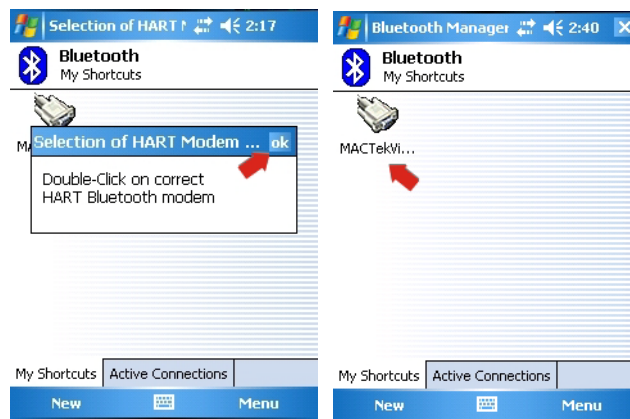 Selection of HART M 2:17
Bluetooth
My Shortcuts
MA
Selection of HART Modem ... ok
Double-Click on correct
HART Bluetooth modem
My Shortcuts Active Connections
New Menu
Bluetooth Manager 2:40
Bluetooth
My Shortcuts
MACTekVi...
My Shortcuts Active Connections
New Menu